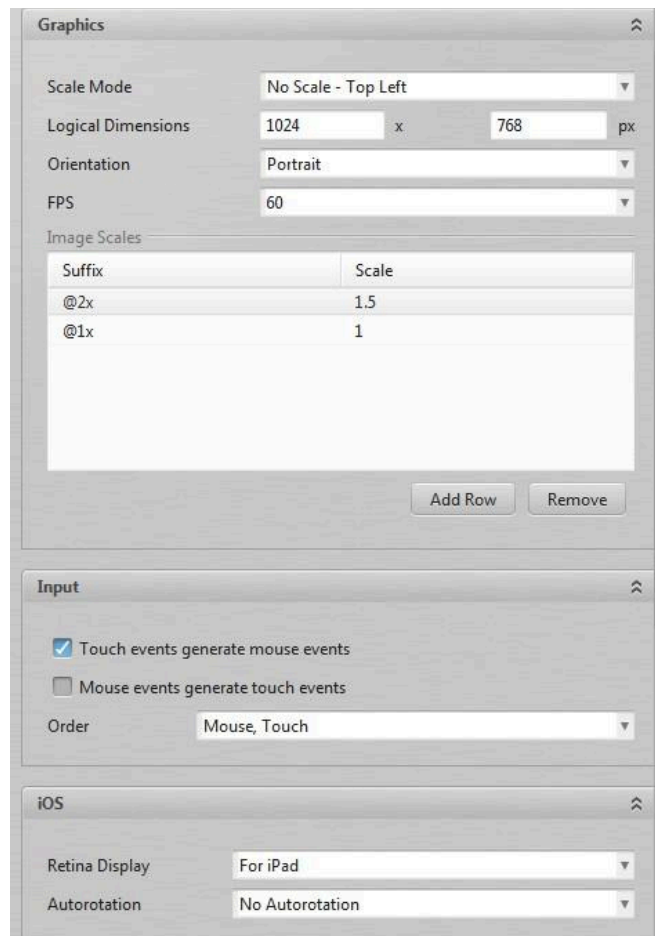 Graphics
Scale Mode No Scale - Top Left
Logical Dimensions 1024 x 768 px
Orientation Portrait
FPS 60
Image Scales
Suffix Scale
@2x 1.5
@1x 1
Add Row Remove
Input
Touch events generate mouse events
Mouse events generate touch events
Order Mouse, Touch
iOS
Retina Display For iPad
Autorotation No Autorotation